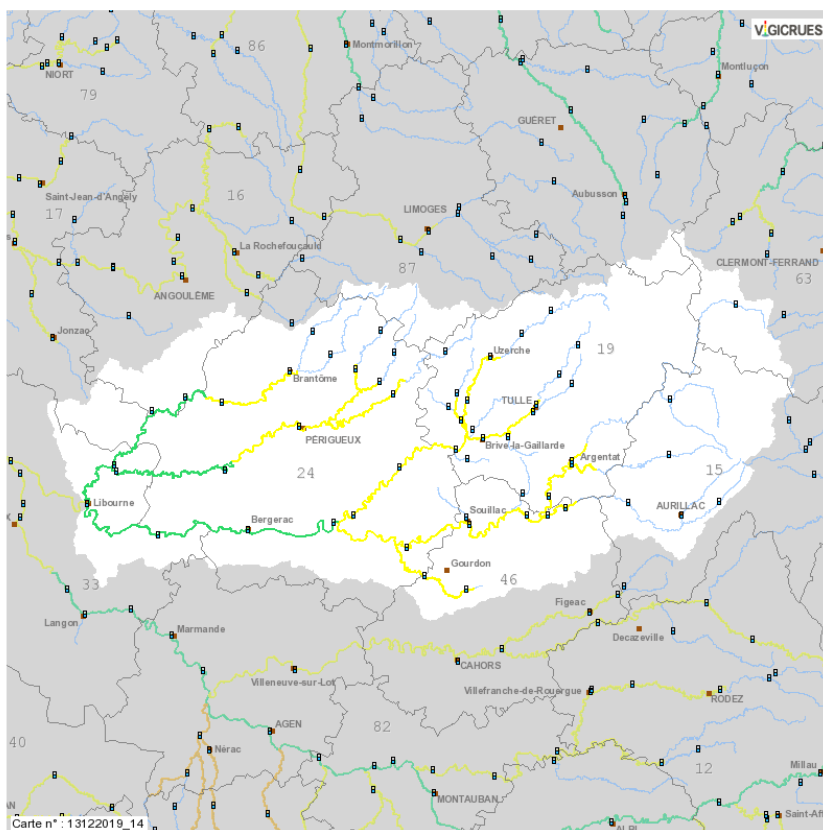 VIGICRUES
86
Montmorillon
NIORT
79
Montluçon
GUÉRET
Saint-Jean-d'Angély
17
16
Aubusson
LIMOGES
La Rochefoucauld
87
CLERMONT-FERRAND
63
ANGOULÊME
Jonzac
Uzerche
19
Brantôme
TULLE
PÉRIGUEUX
Brive-la-Gaillarde
Argentat
24
15
Libourne
Souillac
AURILLAC
Bergerac
Gourdon
46
33
Figeac
Langon
Marmande
Decazeville
CAHORS
Villeneuve-sur-Lot
Villefranche-de-Rouergue
RODEZ
AGEN
82
40
Nérac
12
Millau
MONTAUBAN
Saint-Aff
ALBI
Carte n° : 13122019_14